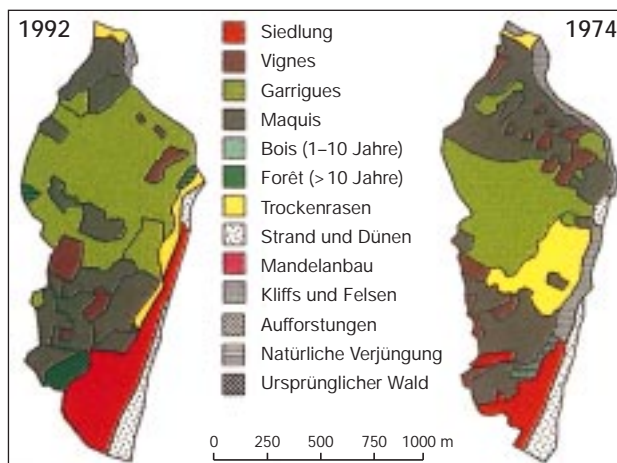 1992
1974
Siedlung
Vignes
Garrigues
Maquis
Bois (1–10 Jahre)
Forêt (> 10 Jahre)
Trockenrasen
Strand und Dünen
Mandelanbau
Kliffs und Felsen
Aufforstungen
Natürliche Verjüngung
Ursprünglicher Wald
0 250 500 750 1000 m